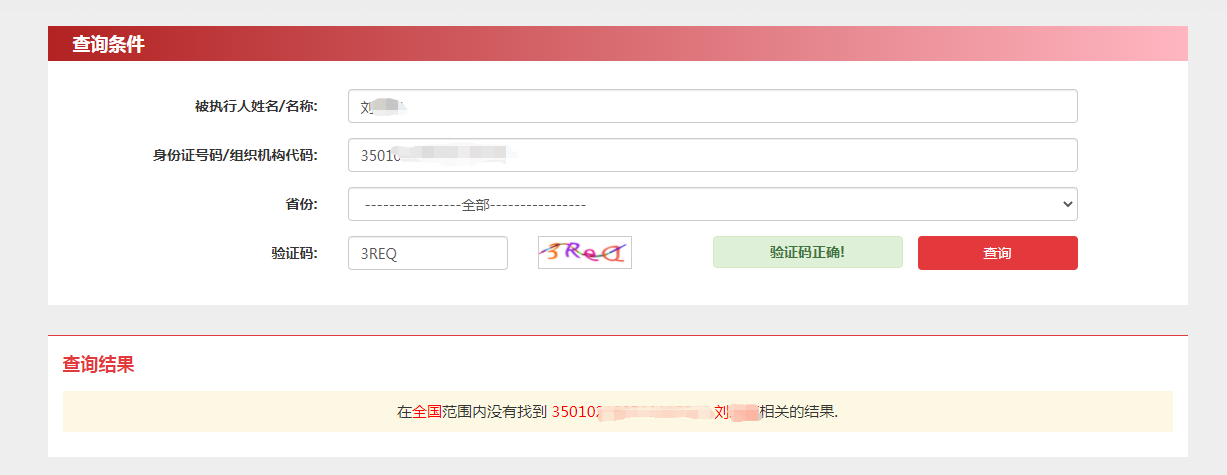 查询条件
被执行人姓名/名称: 刘
身份证号码/组织机构代码: 35010
省份: ----------------全部----------------
验证码: 3REQ 3ReQ 验证码正确! 查询
查询结果
在全国范围内没有找到 350102 刘 相关的结果.